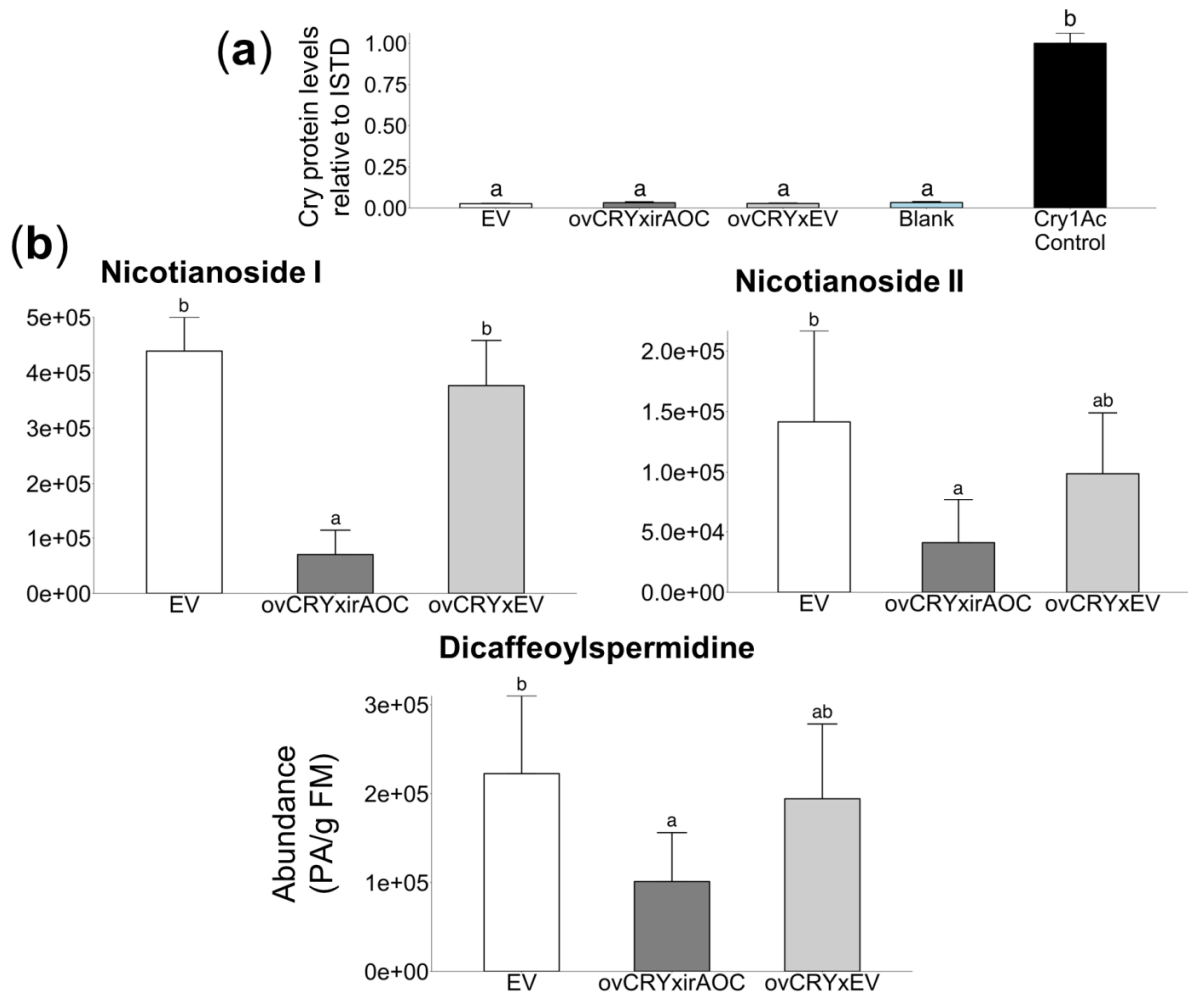 (a)
Cry protein levels
relative to ISTD
1.00
0.75
0.50
0.25
0.00
a
a
a
a
b
EV
ovCRYxirAOC
ovCRYxEV
Blank
Cry1Ac
Control
(b)
Nicotianoside I
5e+05
4e+05
3e+05
2e+05
1e+05
0e+00
b
a
b
EV
ovCRYxirAOC
ovCRYxEV
Nicotianoside II
2.0e+05
1.5e+05
1.0e+05
5.0e+04
0.0e+00
b
a
ab
EV
ovCRYxirAOC
ovCRYxEV
Dicaffeoylspermidine
Abundance
(PA/g FM)
3e+05
2e+05
1e+05
0e+00
b
a
ab
EV
ovCRYxirAOC
ovCRYxEV